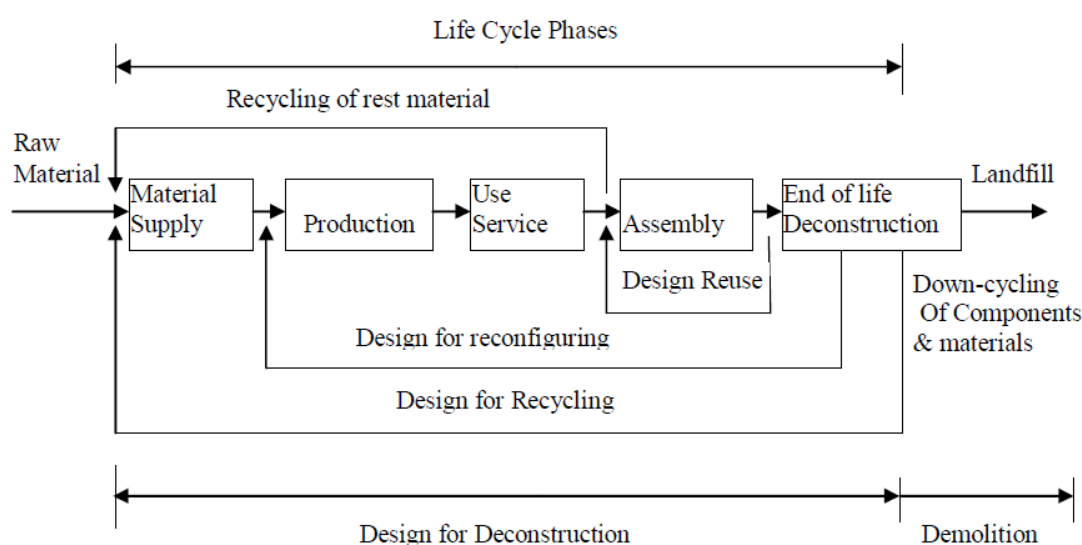 Life Cycle Phases
Recycling of rest material
Raw
Material
Material
Supply
Production
Use
Service
Assembly
End of life
Deconstruction
Landfill
Design Reuse
Down-cycling
Of Components
& materials
Design for reconfiguring
Design for Recycling
Design for Deconstruction
Demolition